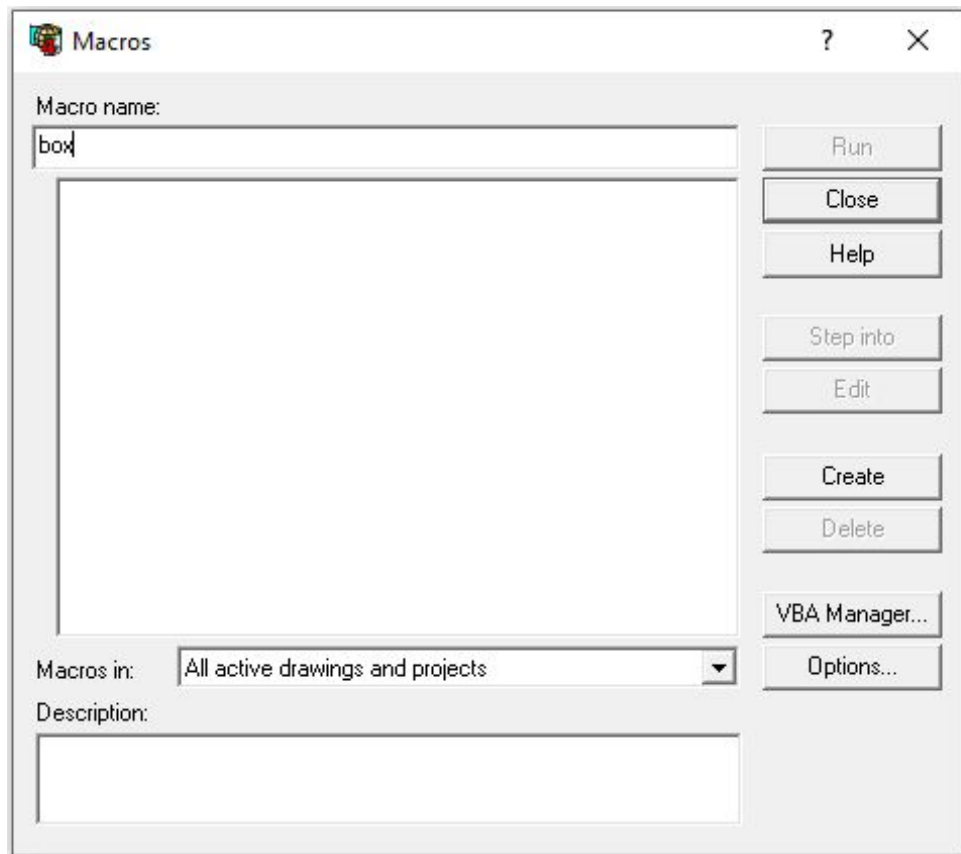 Macros
?
Macro name:
box
Run
Close
Help
Step into
Edit
Create
Delete
VBA Manager...
Macros in:
All active drawings and projects
Options...
Description: